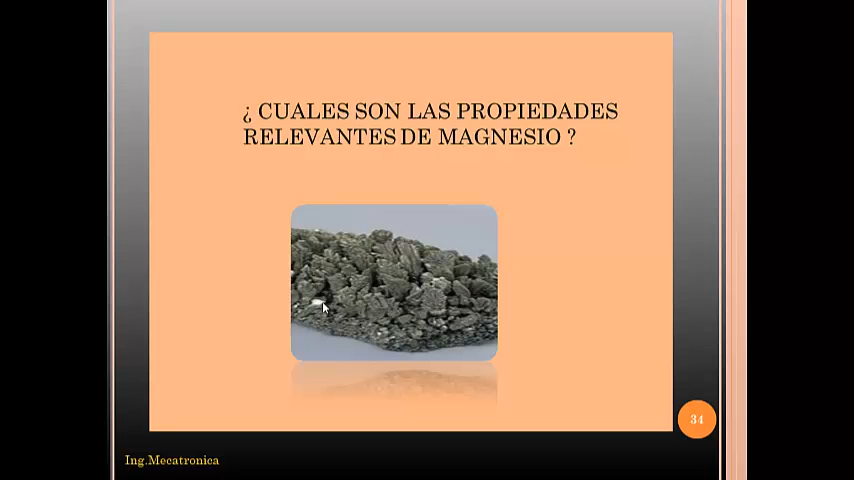 ¿ CUALES SON LAS PROPIEDADES
RELEVANTES DE MAGNESIO ?
34
Ing.Mecatronica